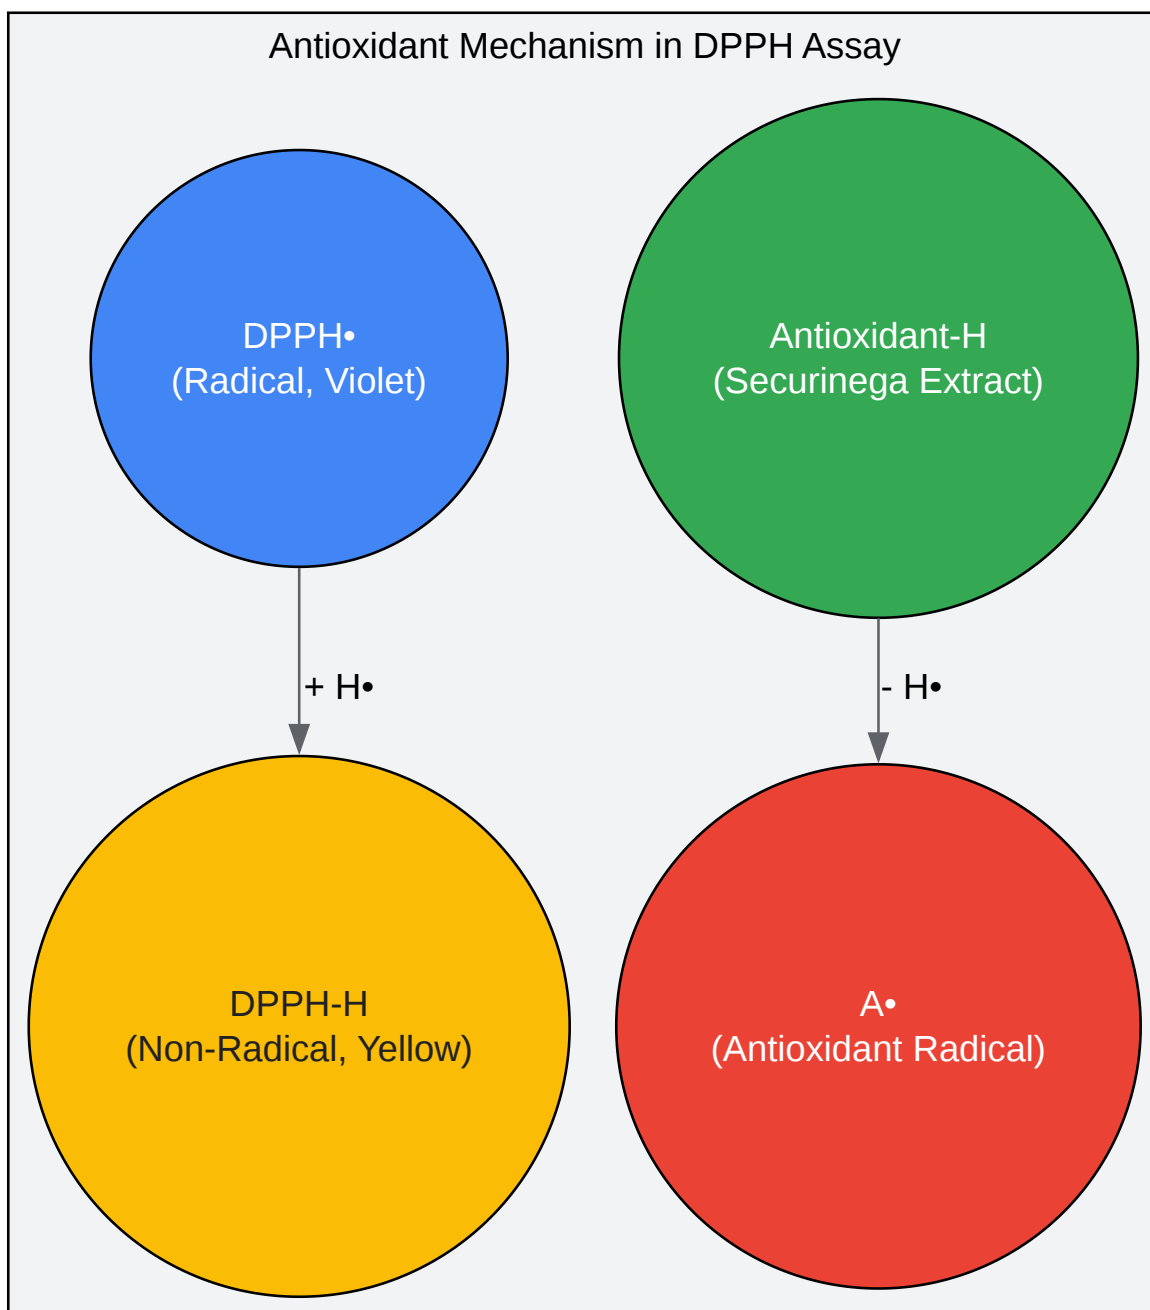 Antioxidant Mechanism in DPPH Assay
DPPH•
(Radical, Violet)
Antioxidant-H
(Securinega Extract)
+ H•
- H•
DPPH-H
(Non-Radical, Yellow)
A•
(Antioxidant Radical)